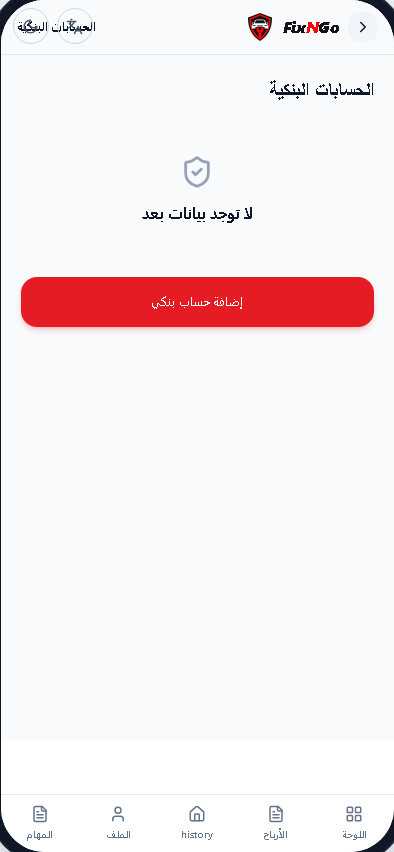 FixNGo
الحسابات البنكية
الحسابات البنكية
لا توجد بيانات بعد
إضافة حساب بنكي
اللوحة
الأرباح
history
الملف
المهام